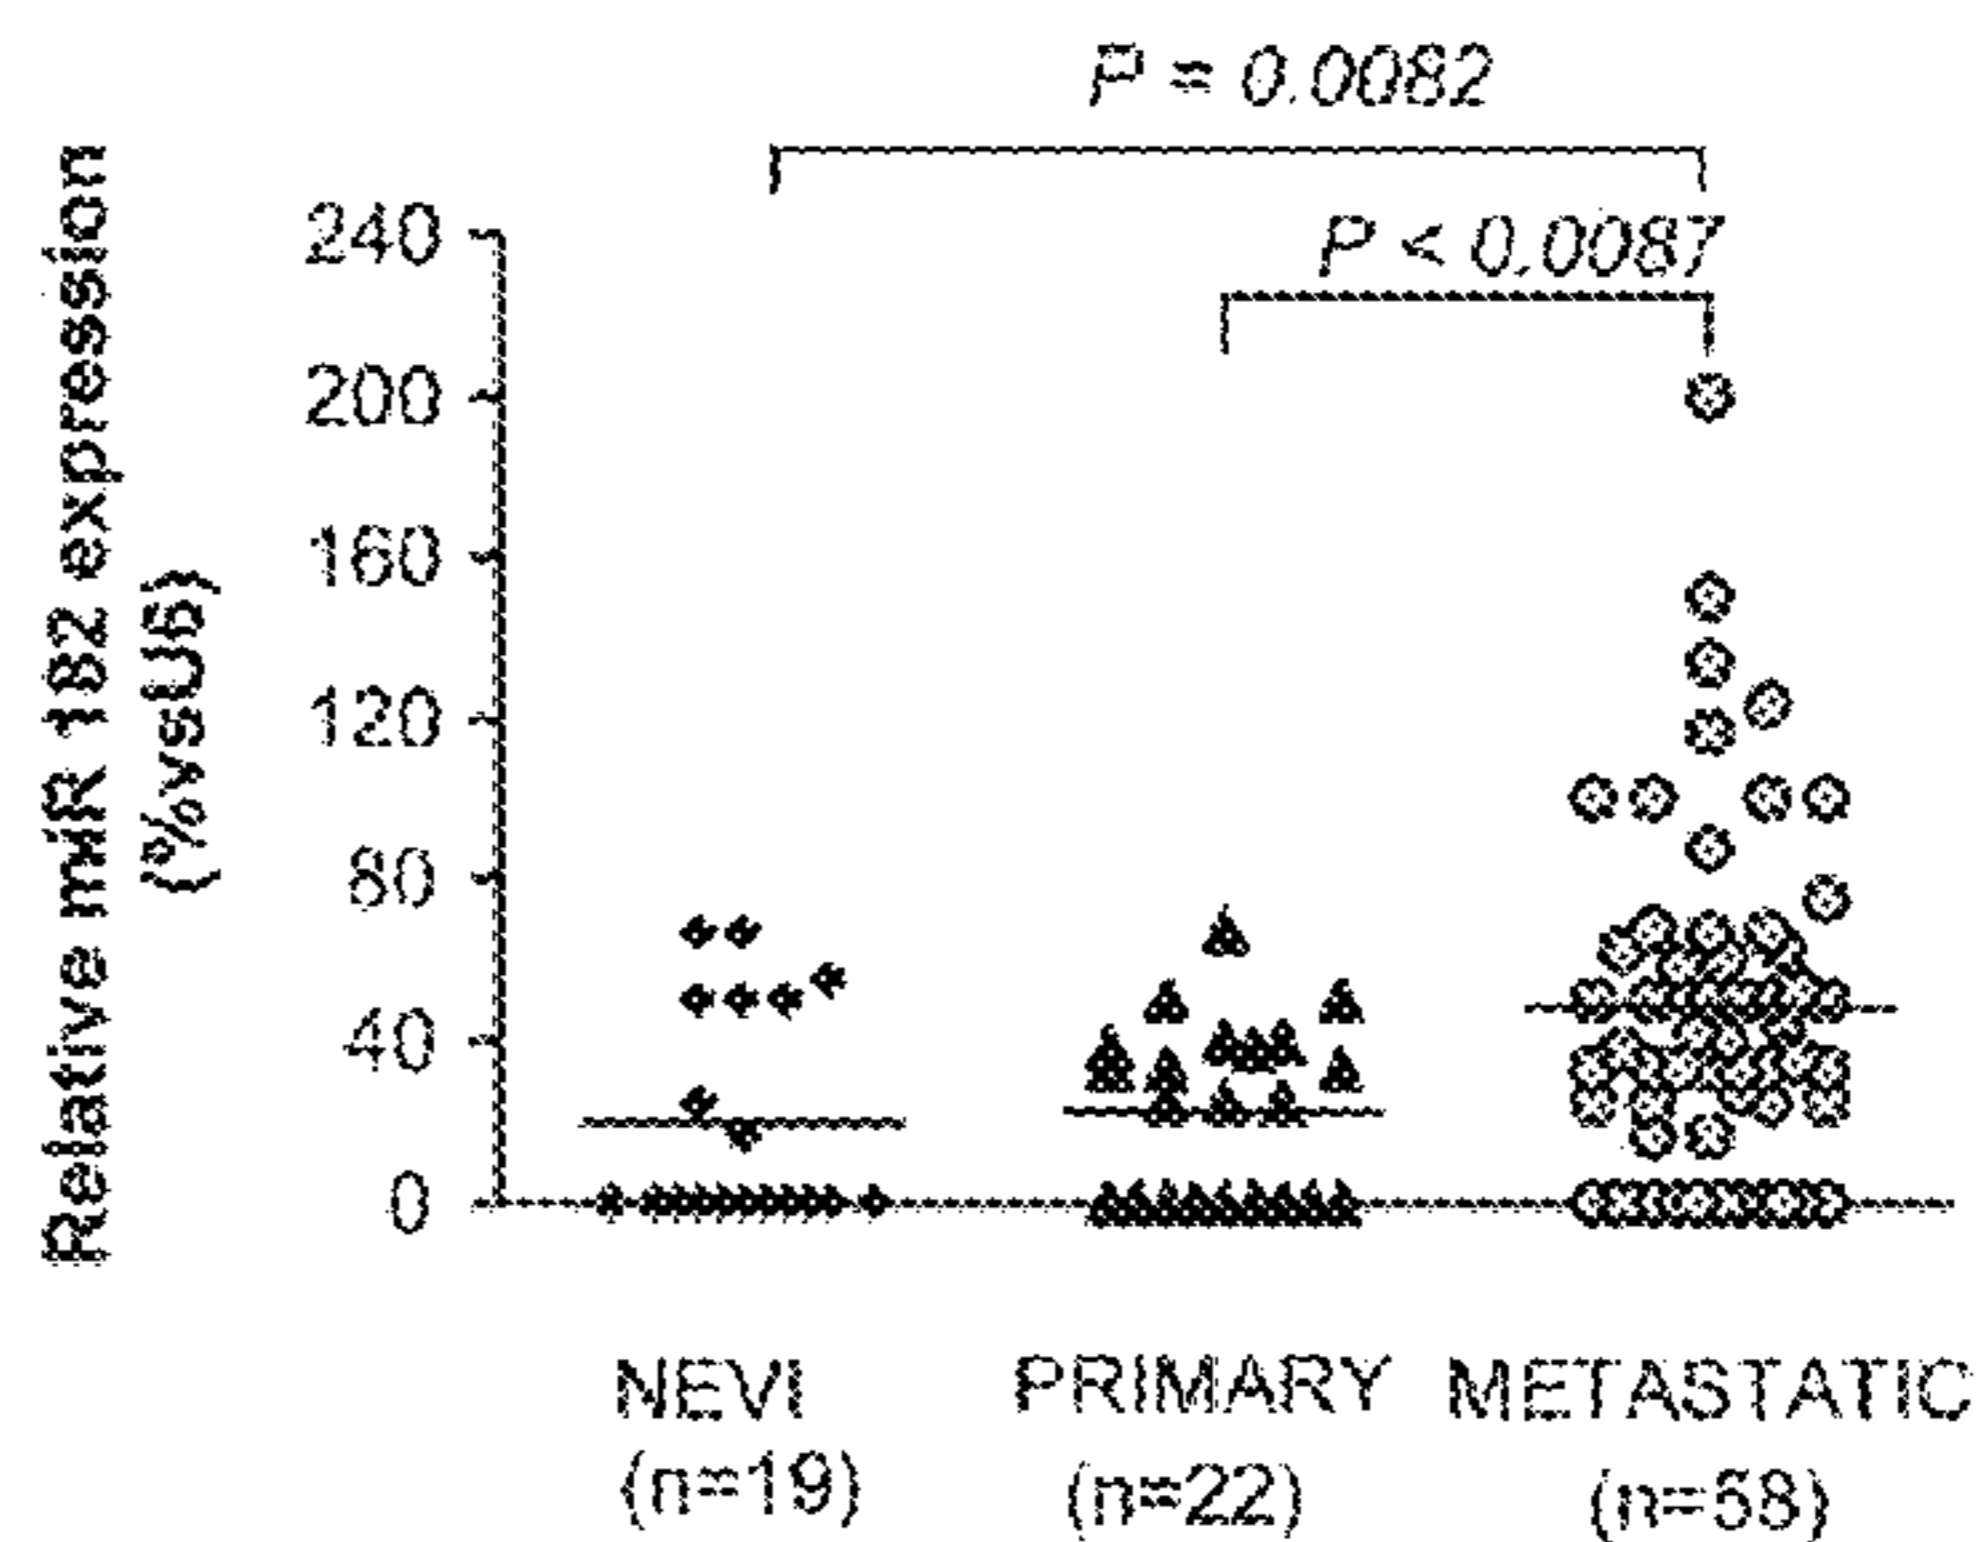 P = 0.0082
P < 0.0087
Relative miR 182 expression
(%vsU6)
240
200
160
120
80
40
0
NEVI
PRIMARY
METASTATIC
(n=19)
(n=22)
(n=58)